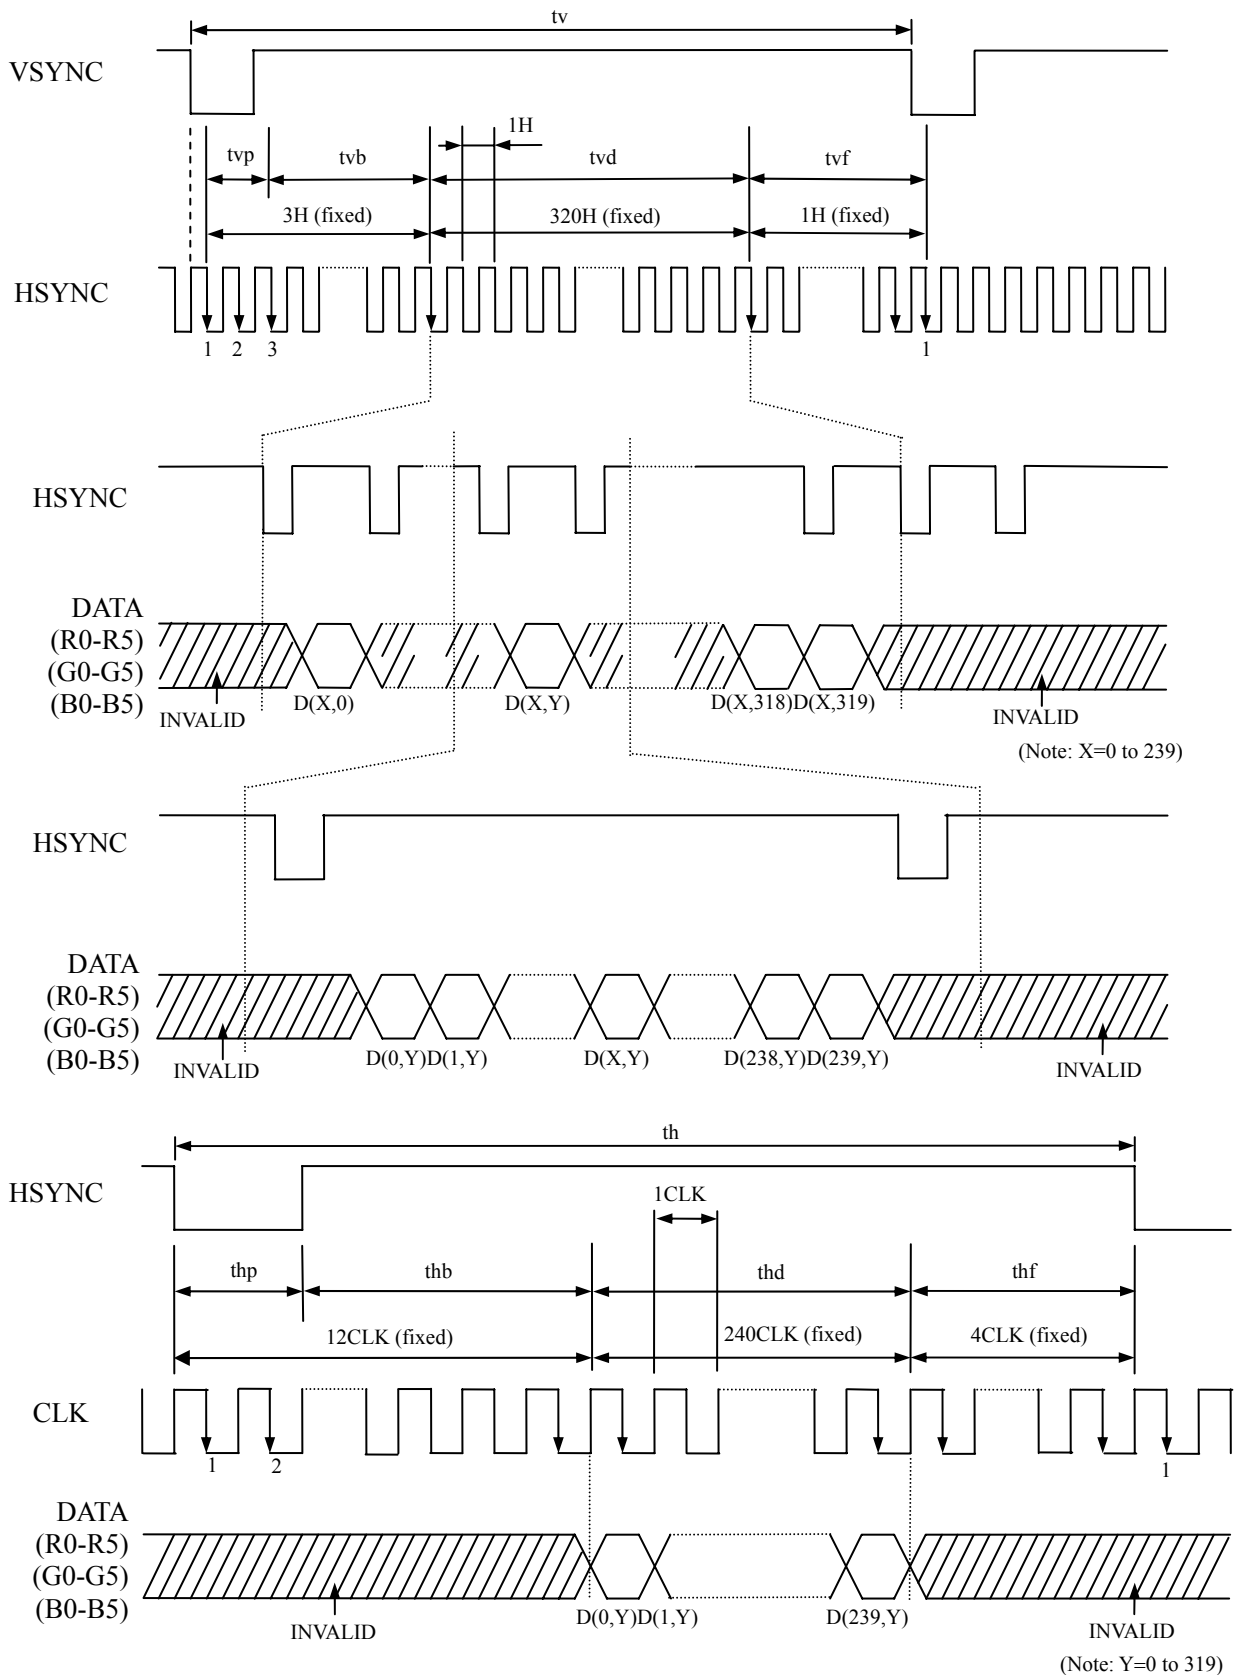 tv
VSYNC
1H
tvp tvb tvd tvf
3H (fixed) 320H (fixed) 1H (fixed)
HSYNC
1 2 3 1
HSYNC
DATA
(R0-R5)
(G0-G5)
(B0-B5)
INVALID D(X,0) D(X,Y) D(X,318)D(X,319) INVALID
(Note: X=0 to 239)
HSYNC
DATA
(R0-R5)
(G0-G5)
(B0-B5)
INVALID D(0,Y)D(1,Y) D(X,Y) D(238,Y)D(239,Y) INVALID
th
HSYNC
1CLK
thp thb thd thf
12CLK (fixed) 240CLK (fixed) 4CLK (fixed)
CLK
1 2 1
DATA
(R0-R5)
(G0-G5)
(B0-B5)
INVALID D(0,Y)D(1,Y) D(239,Y) INVALID
(Note: Y=0 to 319)